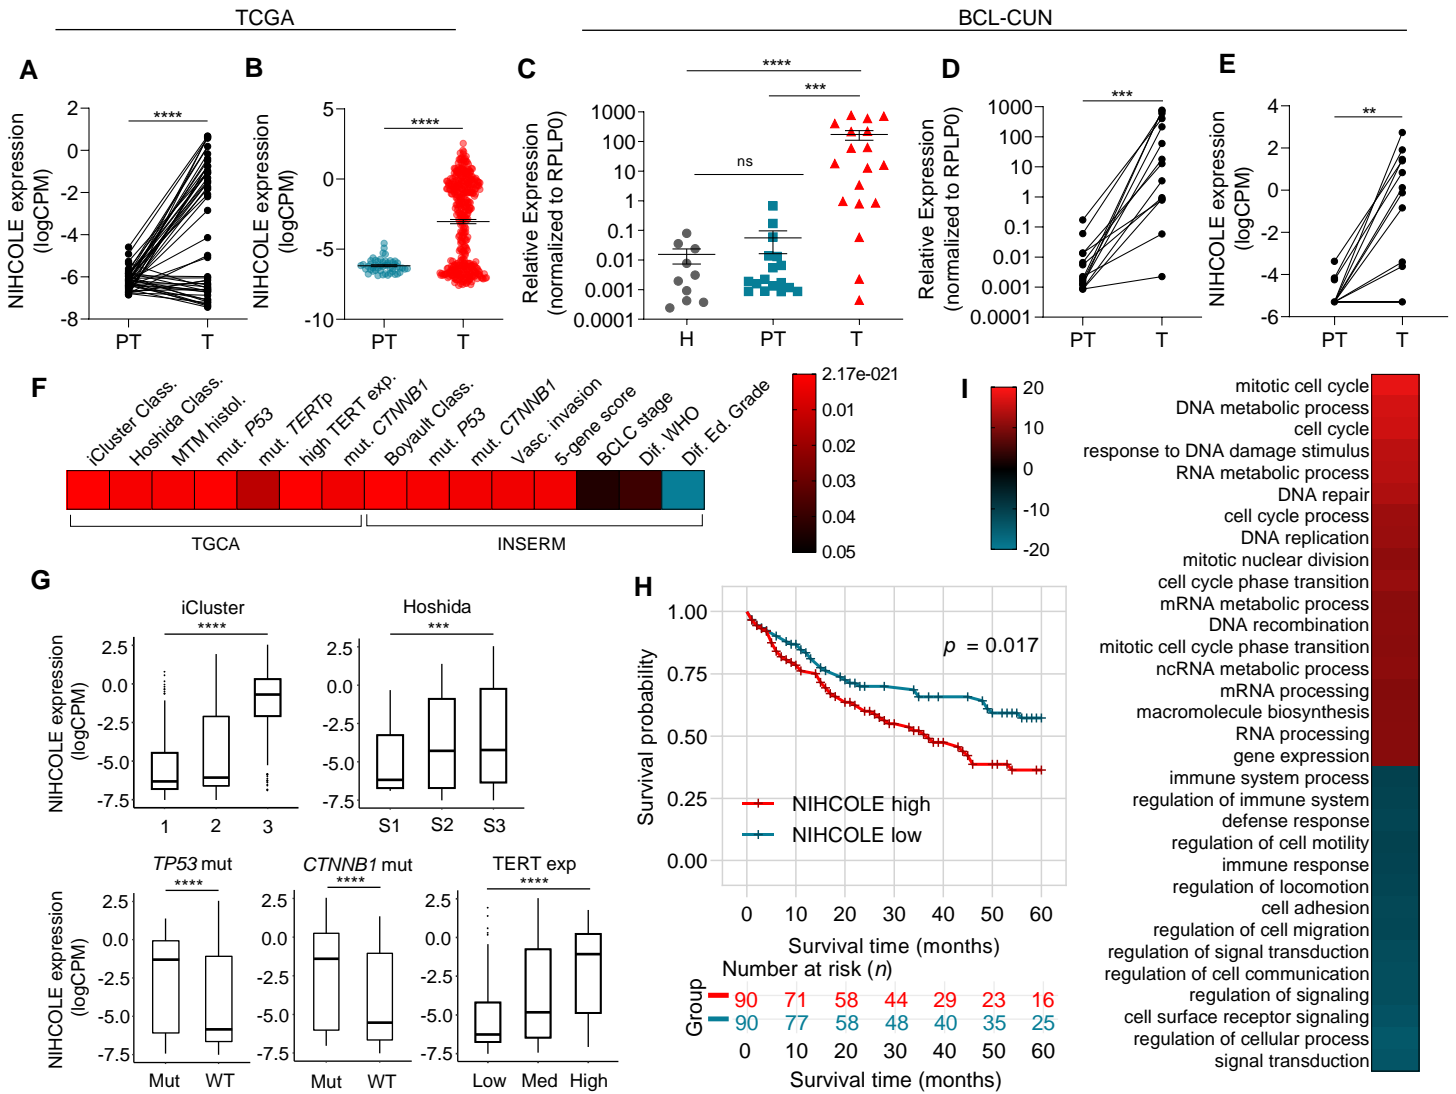 TCGA
BCL-CUN
A
NIHCOLE expression
(logCPM)
****
2
0
-2
-4
-6
-8
PT
T
B
NIHCOLE expression
(logCPM)
****
5
0
-5
-10
PT
T
C
Relative Expression
(normalized to RPLP0)
****
***
ns
1000
100
10
1
0.1
0.01
0.001
0.0001
H
PT
T
D
Relative Expression
(normalized to RPLP0)
***
1000
100
10
1
0.1
0.01
0.001
0.0001
PT
T
E
NIHCOLE expression
(logCPM)
**
4
2
0
-2
-4
-6
PT
T
F
iCluster Class.
Hoshida Class.
MTM histol.
mut. P53
mut. TERTp
high TERT exp.
mut. CTNNB1
Boyault Class.
mut. P53
mut. CTNNB1
Vasc. invasion
5-gene score
BCLC stage
Dif. WHO
Dif. Ed. Grade
TGCA
INSERM
2.17e-021
0.01
0.02
0.03
0.04
0.05
G
iCluster
****
NIHCOLE expression
(logCPM)
2.5
0.0
-2.5
-5.0
-7.5
1
2
3
Hoshida
***
2.5
0.0
-2.5
-5.0
-7.5
S1
S2
S3
TP53 mut
****
NIHCOLE expression
(logCPM)
2.5
0.0
-2.5
-5.0
-7.5
Mut
WT
CTNNB1 mut
****
2.5
0.0
-2.5
-5.0
-7.5
Mut
WT
TERT exp
****
2.5
0.0
-2.5
-5.0
-7.5
Low
Med
High
H
Survival probability
1.00
0.75
0.50
0.25
0.00
p = 0.017
NIHCOLE high
NIHCOLE low
0 10 20 30 40 50 60
Survival time (months)
Number at risk (n)
Group
90 71 58 44 29 23 16
90 77 58 48 40 35 25
0 10 20 30 40 50 60
Survival time (months)
I
20
10
0
-10
-20
mitotic cell cycle
DNA metabolic process
cell cycle
response to DNA damage stimulus
RNA metabolic process
DNA repair
cell cycle process
DNA replication
mitotic nuclear division
cell cycle phase transition
mRNA metabolic process
DNA recombination
mitotic cell cycle phase transition
ncRNA metabolic process
mRNA processing
macromolecule biosynthesis
RNA processing
gene expression
immune system process
regulation of immune system
defense response
regulation of cell motility
immune response
regulation of locomotion
cell adhesion
regulation of cell migration
regulation of signal transduction
regulation of cell communication
regulation of signaling
cell surface receptor signaling
regulation of cellular process
signal transduction